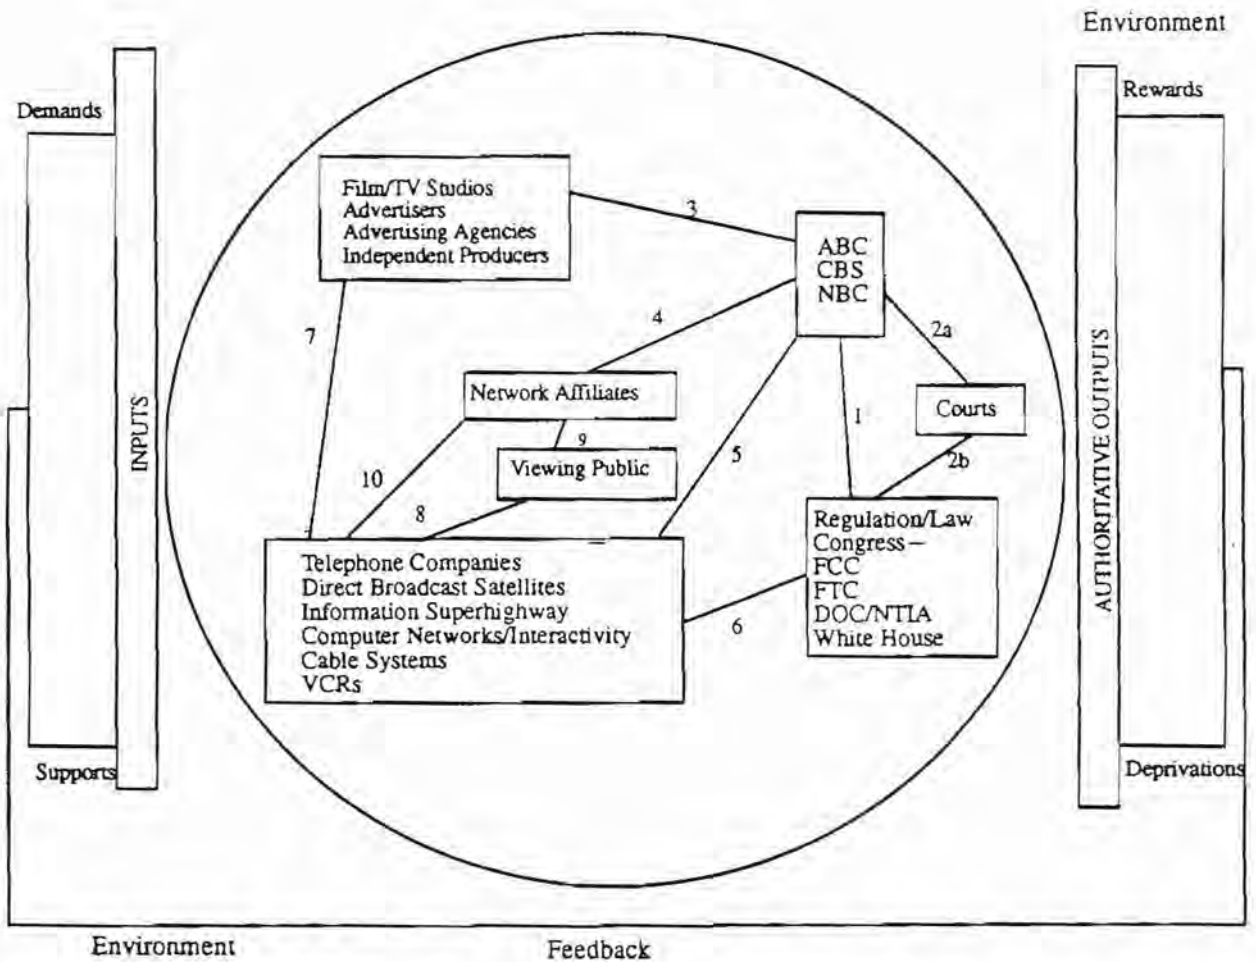 Environment
Demands
Rewards
Film/TV Studios
Advertisers
Advertising Agencies
Independent Producers
3
ABC
CBS
NBC
7
4
2a
Network Affiliates
Courts
INPUTS
AUTHORITATIVE OUTPUTS
1
9
5
10
Viewing Public
2b
8
Regulation/Law
Congress—
FCC
FTC
DOC/NTIA
White House
Telephone Companies
Direct Broadcast Satellites
Information Superhighway
Computer Networks/Interactivity
Cable Systems
VCRs
6
Supports
Deprivations
Environment
Feedback